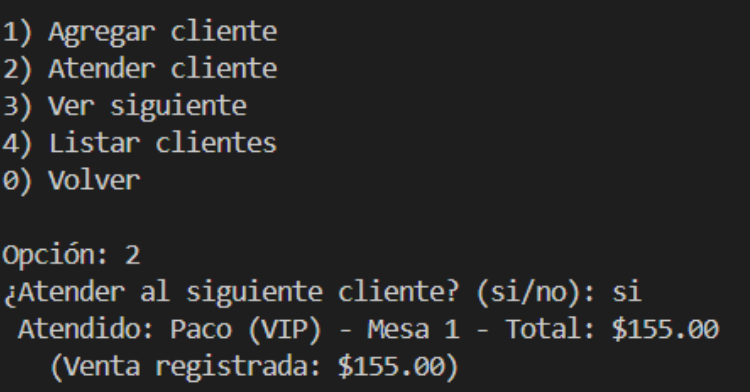 1) Agregar cliente
2) Atender cliente
3) Ver siguiente
4) Listar clientes
0) Volver
Opción: 2
¿Atender al siguiente cliente? (si/no): si
Atendido: Paco (VIP) - Mesa 1 - Total: $155.00
(Venta registrada: $155.00)